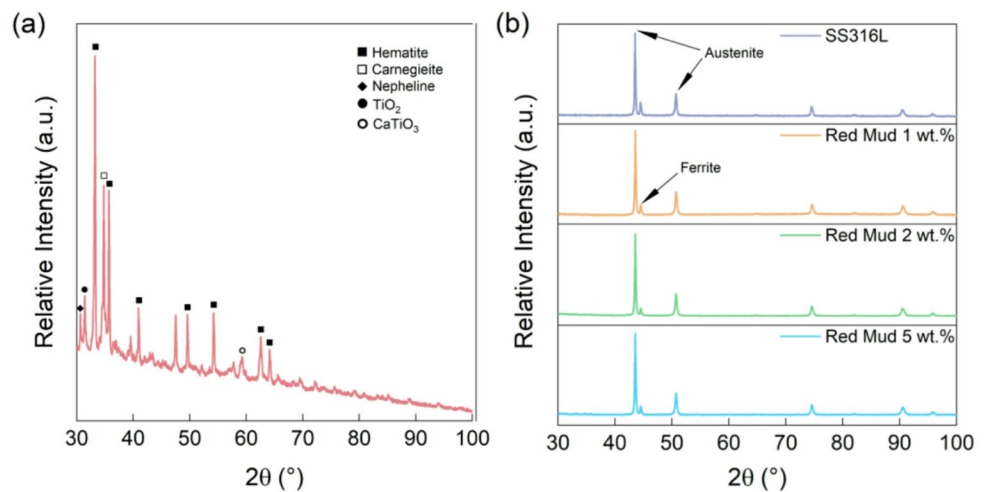 (a)
Relative Intensity (a.u.)
Hematite
Carnegieite
Nepheline
TiO₂
CaTiO₃
30 40 50 60 70 80 90 100
2θ (°)
(b)
Relative Intensity (a.u.)
SS316L
Austenite
Red Mud 1 wt.%
Ferrite
Red Mud 2 wt.%
Red Mud 5 wt.%
30 40 50 60 70 80 90 100
2θ (°)